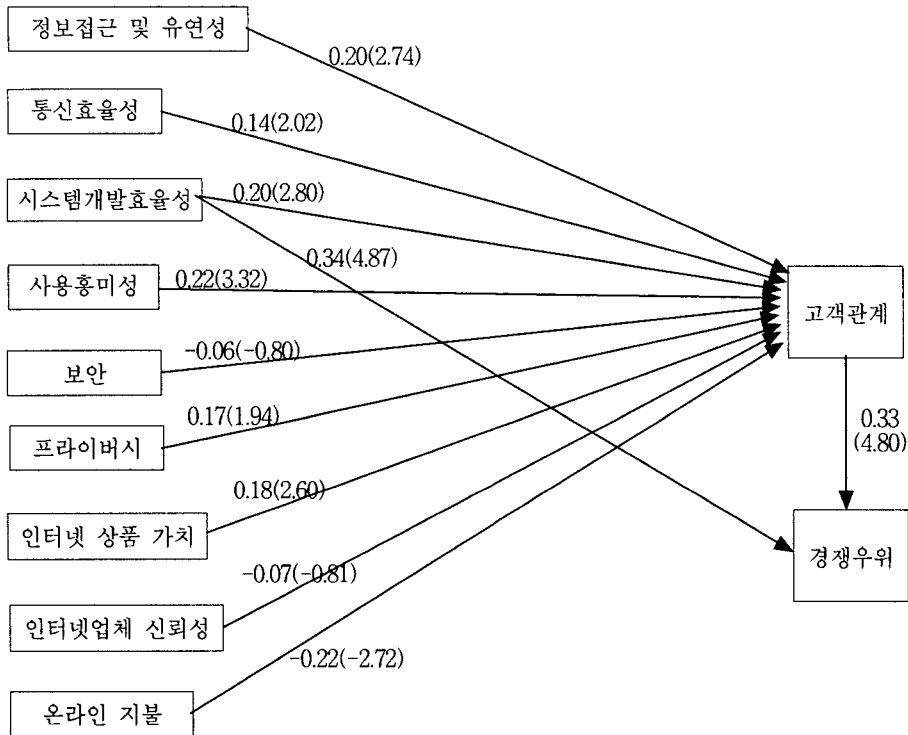 정보접근 및 유연성
0.20(2.74)
통신효율성
0.14(2.02)
시스템개발효율성
0.20(2.80)
0.34(4.87)
사용흥미성
0.22(3.32)
고객관계
보안
-0.06(-0.80)
프라이버시
0.17(1.94)
0.33
(4.80)
인터넷 상품 가치
0.18(2.60)
경쟁우위
인터넷업체 신뢰성
-0.07(-0.81)
온라인 지불
-0.22(-2.72)